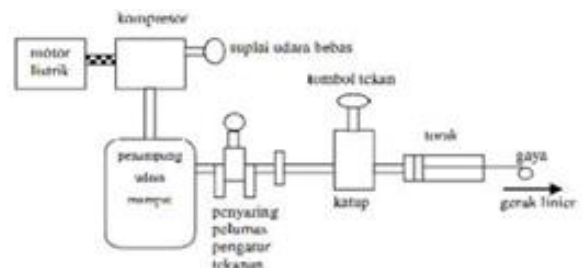 kompresor
motor
listrik
suplai udara bebas
tombol tekan
torak
gaya
penampung
udara
mampat
katup
gerak linier
penyaring
pelumas
pengatur
tekanan